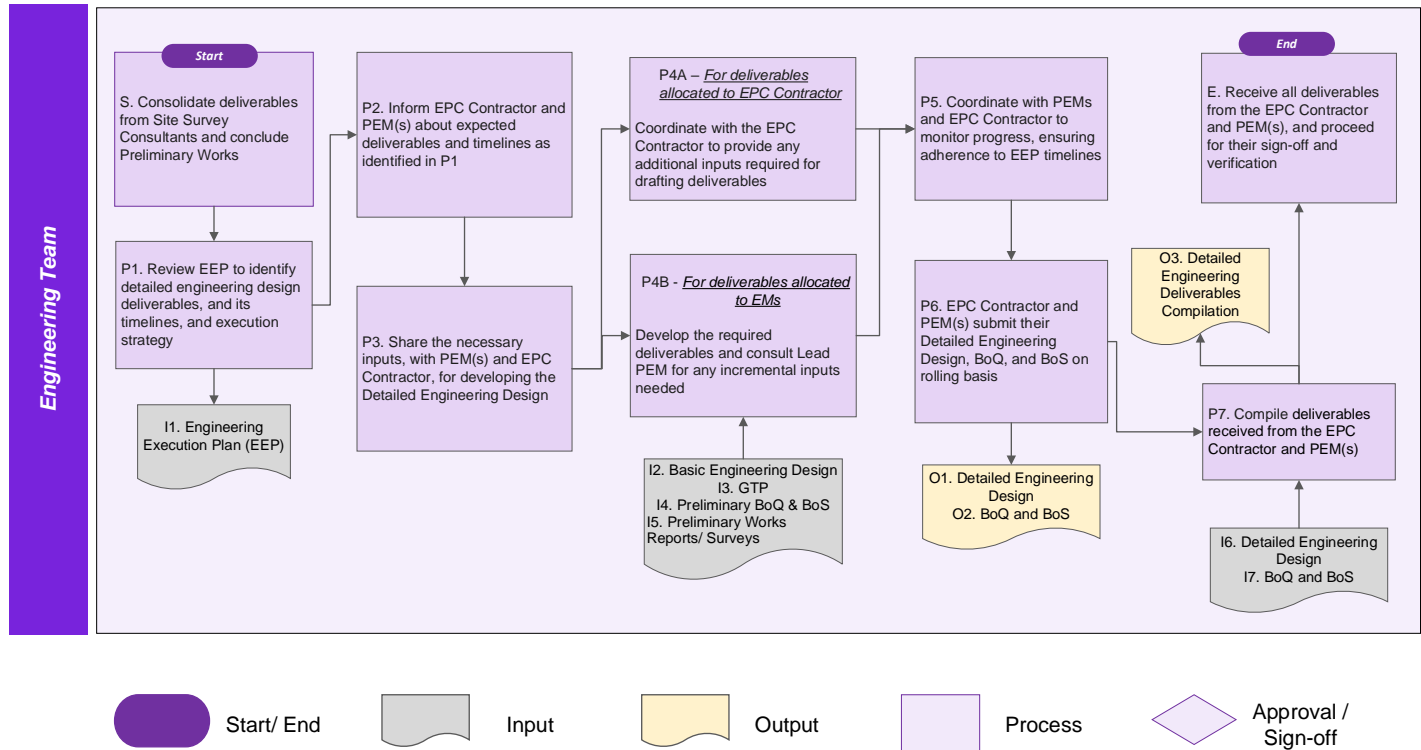 Engineering Team
Start
S. Consolidate deliverables
from Site Survey
Consultants and conclude
Preliminary Works
P1. Review EEP to identify
detailed engineering design
deliverables, and its
timelines, and execution
strategy
I1. Engineering
Execution Plan (EEP)
P2. Inform EPC Contractor and
PEM(s) about expected
deliverables and timelines as
identified in P1
P3. Share the necessary
inputs, with PEM(s) and EPC
Contractor, for developing the
Detailed Engineering Design
P4A – For deliverables
allocated to EPC Contractor
Coordinate with the EPC
Contractor to provide any
additional inputs required for
drafting deliverables
P4B - For deliverables allocated
to EMs
Develop the required
deliverables and consult Lead
PEM for any incremental inputs
needed
I2. Basic Engineering Design
I3. GTP
I4. Preliminary BoQ & BoS
I5. Preliminary Works
Reports/ Surveys
P5. Coordinate with PEMs
and EPC Contractor to
monitor progress, ensuring
adherence to EEP timelines
P6. EPC Contractor and
PEM(s) submit their
Detailed Engineering
Design, BoQ, and BoS on
rolling basis
O1. Detailed Engineering
Design
O2. BoQ and BoS
End
E. Receive all deliverables
from the EPC Contractor
and PEM(s), and proceed
for their sign-off and
verification
O3. Detailed
Engineering
Deliverables
Compilation
P7. Compile deliverables
received from the EPC
Contractor and PEM(s)
I6. Detailed Engineering
Design
I7. BoQ and BoS
Start/ End
Input
Output
Process
Approval /
Sign-off